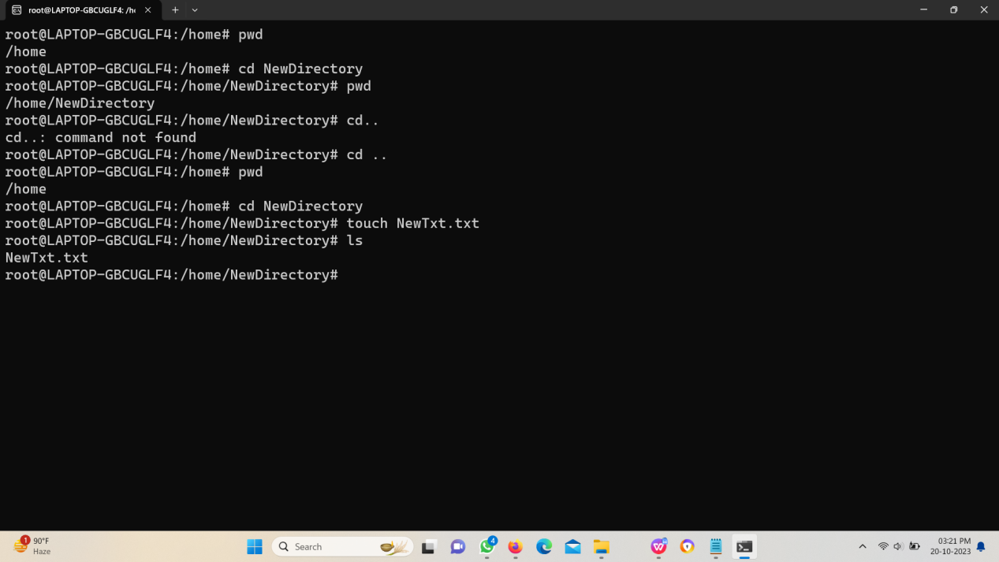 root@LAPTOP-GBCUGLF4: /h
root@LAPTOP-GBCUGLF4:/home# pwd
/home
root@LAPTOP-GBCUGLF4:/home# cd NewDirectory
root@LAPTOP-GBCUGLF4:/home/NewDirectory# pwd
/home/NewDirectory
root@LAPTOP-GBCUGLF4:/home/NewDirectory# cd..
cd..: command not found
root@LAPTOP-GBCUGLF4:/home/NewDirectory# cd ..
root@LAPTOP-GBCUGLF4:/home# pwd
/home
root@LAPTOP-GBCUGLF4:/home# cd NewDirectory
root@LAPTOP-GBCUGLF4:/home/NewDirectory# touch NewTxt.txt
root@LAPTOP-GBCUGLF4:/home/NewDirectory# ls
NewTxt.txt
root@LAPTOP-GBCUGLF4:/home/NewDirectory#
1
90°F
Haze
Search
4
03:21 PM
20-10-2023